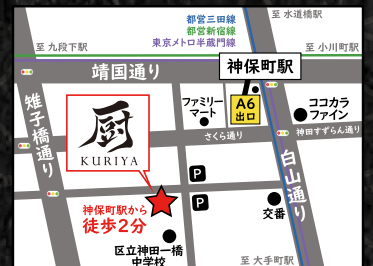 至 水道橋駅
都営三田線
都営新宿線
東京メトロ半蔵門線
至 九段下駅
至 小川町駅
靖国通り
神保町駅
雉子橋通り
厨
KURIYA
ファミリー
マート
A6
出口
ココカラ
ファイン
さくら通り
神田すずらん通り
白山通り
P
P
神保町駅から
徒歩2分
交番
区立神田一橋
中学校
至 大手町駅